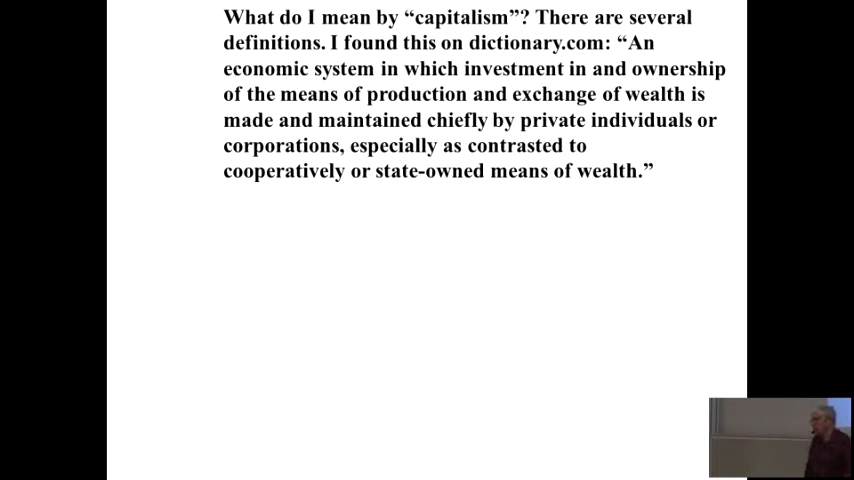 What do I mean by “capitalism”? There are several
definitions. I found this on dictionary.com: “An
economic system in which investment in and ownership
of the means of production and exchange of wealth is
made and maintained chiefly by private individuals or
corporations, especially as contrasted to
cooperatively or state-owned means of wealth.”